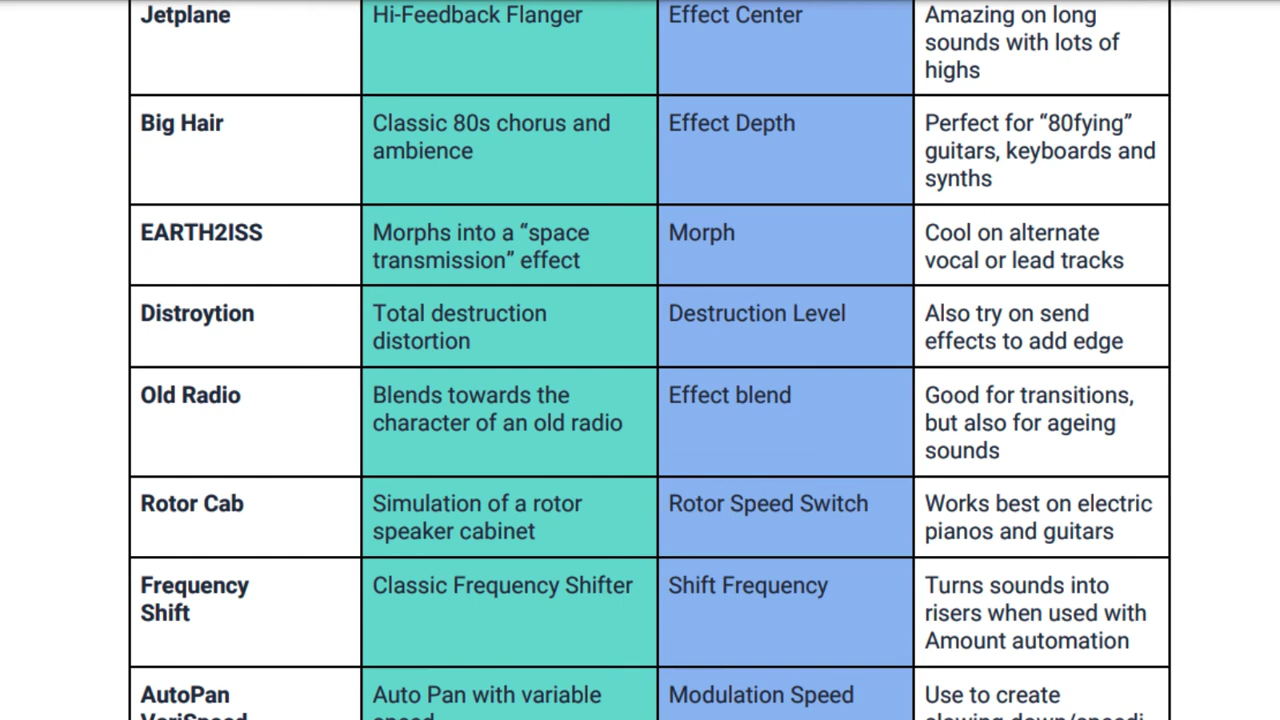 Jetplane
Hi-Feedback Flanger
Effect Center
Amazing on long
sounds with lots of
highs
Big Hair
Classic 80s chorus and
ambience
Effect Depth
Perfect for “80fying”
guitars, keyboards and
synths
EARTH2ISS
Morphs into a “space
transmission” effect
Morph
Cool on alternate
vocal or lead tracks
Distroytion
Total destruction
distortion
Destruction Level
Also try on send
effects to add edge
Old Radio
Blends towards the
character of an old radio
Effect blend
Good for transitions,
but also for ageing
sounds
Rotor Cab
Simulation of a rotor
speaker cabinet
Rotor Speed Switch
Works best on electric
pianos and guitars
Frequency
Shift
Classic Frequency Shifter
Shift Frequency
Turns sounds into
risers when used with
Amount automation
AutoPan
VariSpeed
Auto Pan with variable
speed
Modulation Speed
Use to create
slowing down/speedi